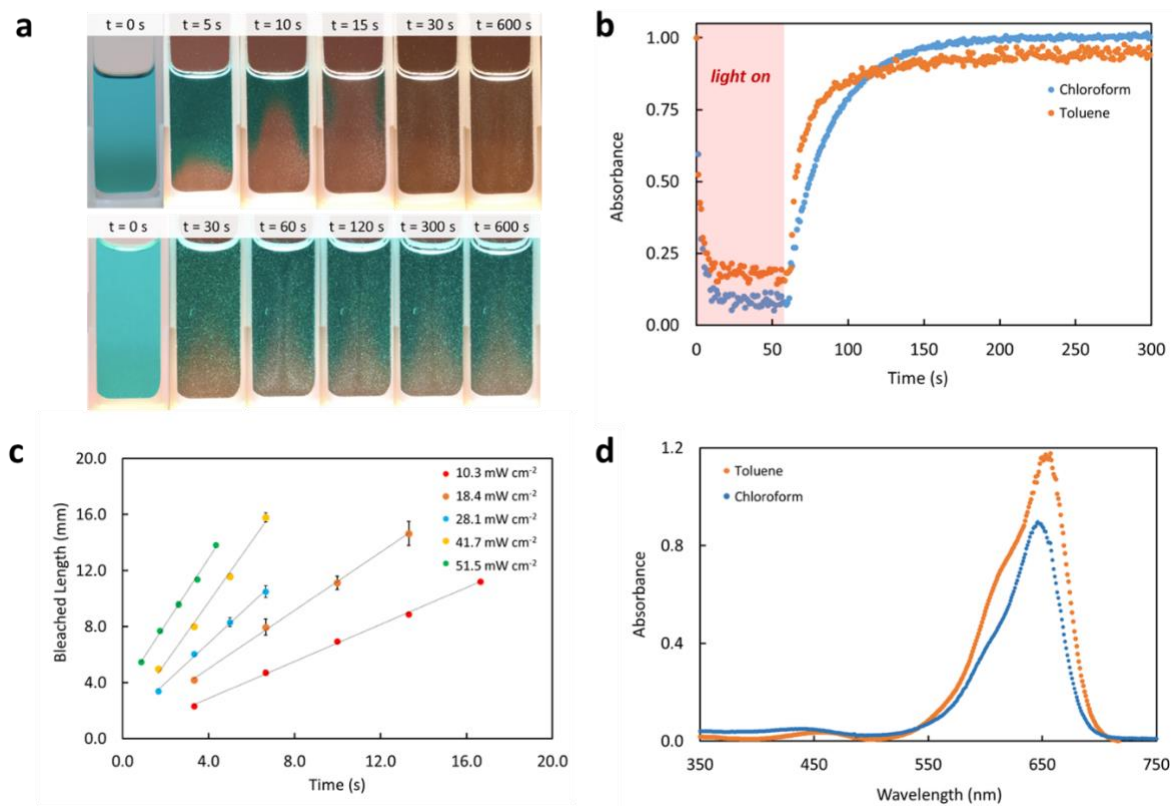 a
t = 0 s t = 5 s t = 10 s t = 15 s t = 30 s t = 600 s
t = 0 s t = 30 s t = 60 s t = 120 s t = 300 s t = 600 s
b
light on
Chloroform
Toluene
1.00
0.75
0.50
0.25
0.00
0 50 100 150 200 250 300
Absorbance
Time (s)
c
20.0
16.0
12.0
8.0
4.0
0.0
0.0 4.0 8.0 12.0 16.0 20.0
Bleached Length (mm)
Time (s)
10.3 mW cm⁻²
18.4 mW cm⁻²
28.1 mW cm⁻²
41.7 mW cm⁻²
51.5 mW cm⁻²
d
Toluene
Chloroform
1.2
0.8
0.4
0.0
350 450 550 650 750
Absorbance
Wavelength (nm)